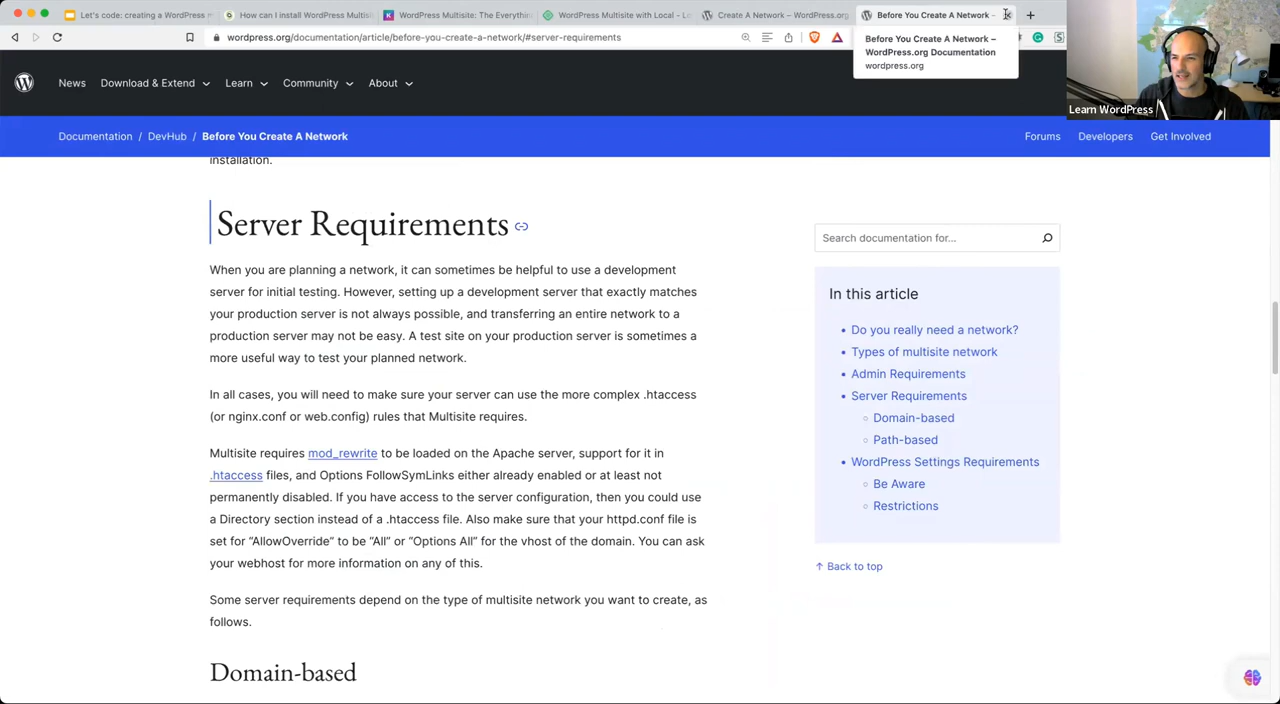 Let's code: creating a WordPress m
How can I install WordPress Multis
WordPress Multisite: The Everythin
WordPress Multisite with Local - Lo
Create A Network – WordPress.org
Before You Create A Network –
wordpress.org/documentation/article/before-you-create-a-network/#server-requirements
Before You Create A Network –
WordPress.org Documentation
wordpress.org
Learn WordPress
News
Download & Extend
Learn
Community
About
Documentation / DevHub / Before You Create A Network
Forums
Developers
Get Involved
installation.
Server Requirements
When you are planning a network, it can sometimes be helpful to use a development
server for initial testing. However, setting up a development server that exactly matches
your production server is not always possible, and transferring an entire network to a
production server may not be easy. A test site on your production server is sometimes a
more useful way to test your planned network.
In all cases, you will need to make sure your server can use the more complex .htaccess
(or nginx.conf or web.config) rules that Multisite requires.
Multisite requires mod_rewrite to be loaded on the Apache server, support for it in
.htaccess files, and Options FollowSymLinks either already enabled or at least not
permanently disabled. If you have access to the server configuration, then you could use
a Directory section instead of a .htaccess file. Also make sure that your httpd.conf file is
set for “AllowOverride” to be “All” or “Options All” for the vhost of the domain. You can ask
your webhost for more information on any of this.
Some server requirements depend on the type of multisite network you want to create, as
follows.
Domain-based
Search documentation for...
In this article
Do you really need a network?
Types of multisite network
Admin Requirements
Server Requirements
Domain-based
Path-based
WordPress Settings Requirements
Be Aware
Restrictions
↑ Back to top